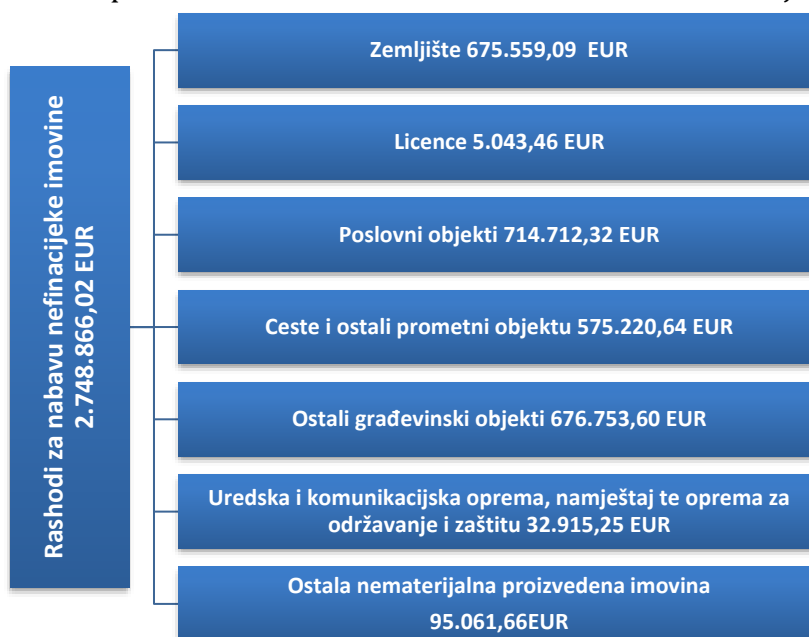 Rashodi za nabavu nefinacijeke imovine
2.748.866,02 EUR
Zemljište 675.559,09 EUR
Licence 5.043,46 EUR
Poslovni objekti 714.712,32 EUR
Ceste i ostali prometni objektu 575.220,64 EUR
Ostali građevinski objekti 676.753,60 EUR
Uredska i komunikacijska oprema, namještaj te oprema za
održavanje i zaštitu 32.915,25 EUR
Ostala nematerijalna proizvedena imovina
95.061,66EUR